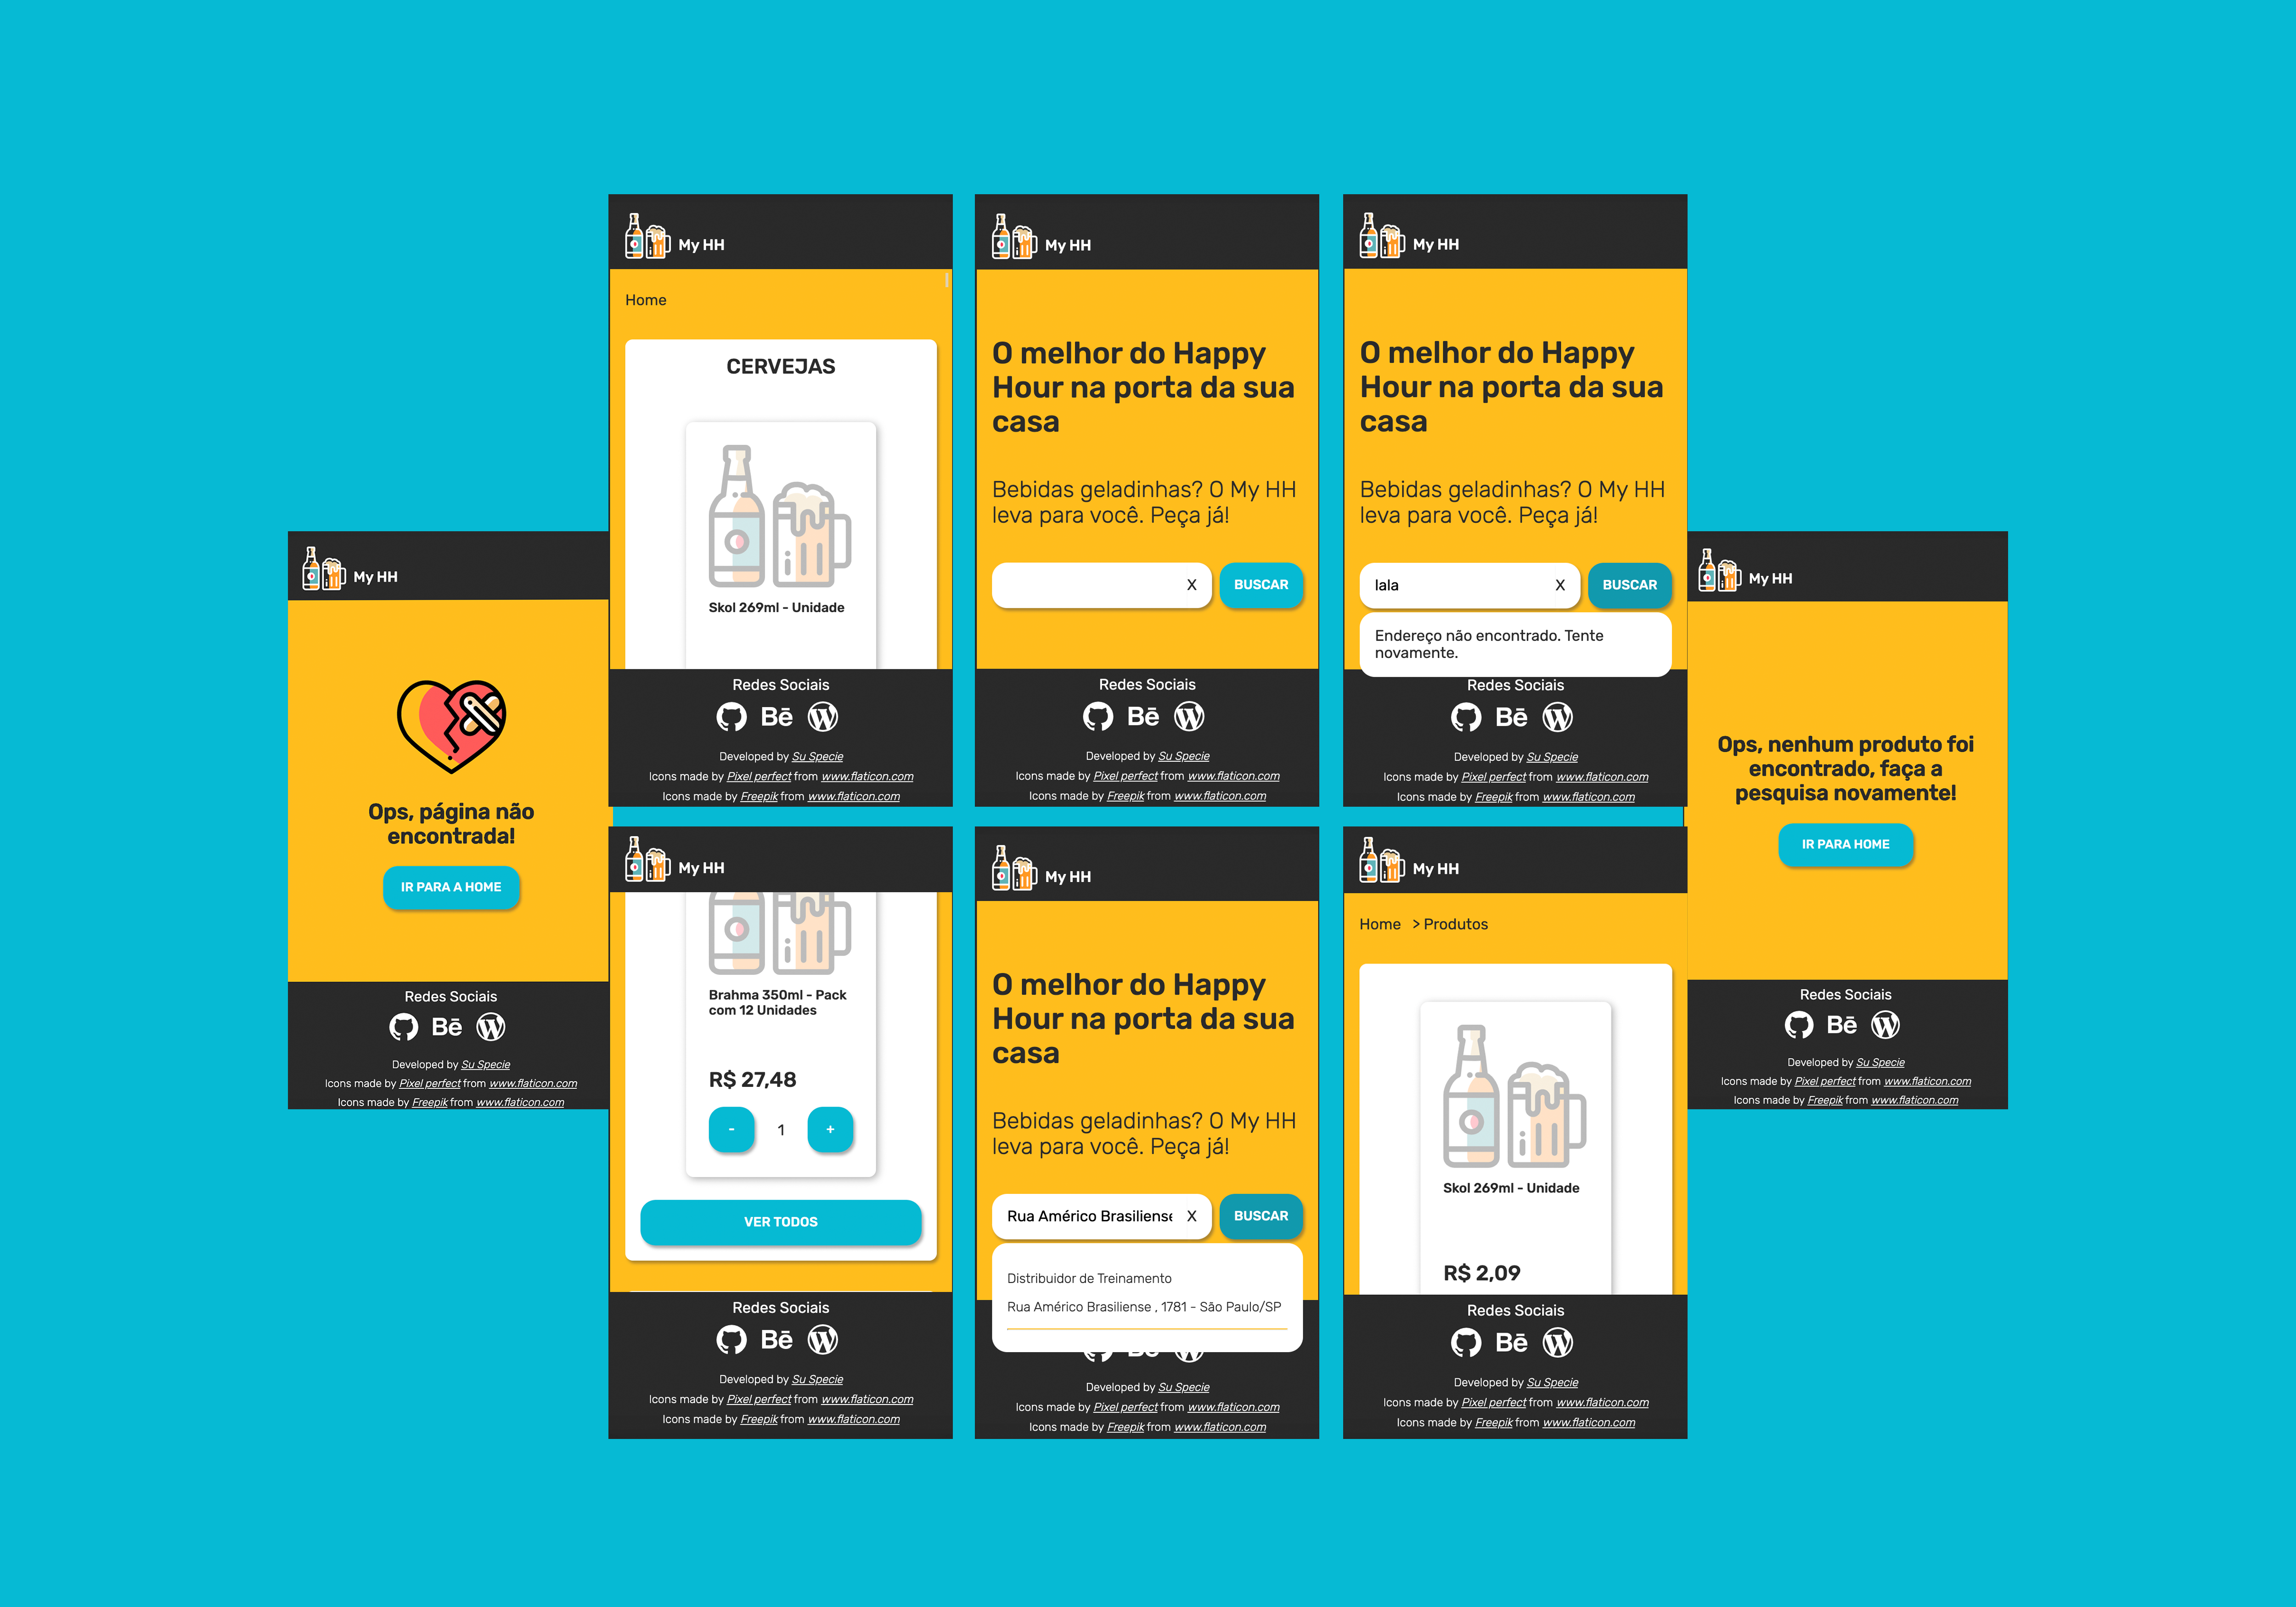 My HH
Ops, página não
encontrada!
IR PARA A HOME
Redes Sociais
Bē
Developed by Su Specie
Icons made by Pixel perfect from www.flaticon.com
Icons made by Freepik from www.flaticon.com
My HH
Home
CERVEJAS
Skol 269ml - Unidade
Redes Sociais
Bē
Developed by Su Specie
Icons made by Pixel perfect from www.flaticon.com
Icons made by Freepik from www.flaticon.com
My HH
O melhor do Happy
Hour na porta da sua
casa
Bebidas geladinhas? O My HH
leva para você. Peça já!
X BUSCAR
Redes Sociais
Bē
Developed by Su Specie
Icons made by Pixel perfect from www.flaticon.com
Icons made by Freepik from www.flaticon.com
My HH
O melhor do Happy
Hour na porta da sua
casa
Bebidas geladinhas? O My HH
leva para você. Peça já!
lala X BUSCAR
Endereço não encontrado. Tente
novamente.
Redes Sociais
Bē
Developed by Su Specie
Icons made by Pixel perfect from www.flaticon.com
Icons made by Freepik from www.flaticon.com
My HH
Brahma 350ml - Pack
com 12 Unidades
R$ 27,48
- 1 +
VER TODOS
Redes Sociais
Bē
Developed by Su Specie
Icons made by Pixel perfect from www.flaticon.com
Icons made by Freepik from www.flaticon.com
My HH
O melhor do Happy
Hour na porta da sua
casa
Bebidas geladinhas? O My HH
leva para você. Peça já!
Rua Américo Brasiliense X BUSCAR
Distribuidor de Treinamento
Rua Américo Brasiliense , 1781 - São Paulo/SP
Developed by Su Specie
Icons made by Pixel perfect from www.flaticon.com
Icons made by Freepik from www.flaticon.com
My HH
Home > Produtos
Skol 269ml - Unidade
R$ 2,09
Redes Sociais
Bē
Developed by Su Specie
Icons made by Pixel perfect from www.flaticon.com
Icons made by Freepik from www.flaticon.com
My HH
Ops, nenhum produto foi
encontrado, faça a
pesquisa novamente!
IR PARA HOME
Redes Sociais
Bē
Developed by Su Specie
Icons made by Pixel perfect from www.flaticon.com
Icons made by Freepik from www.flaticon.com